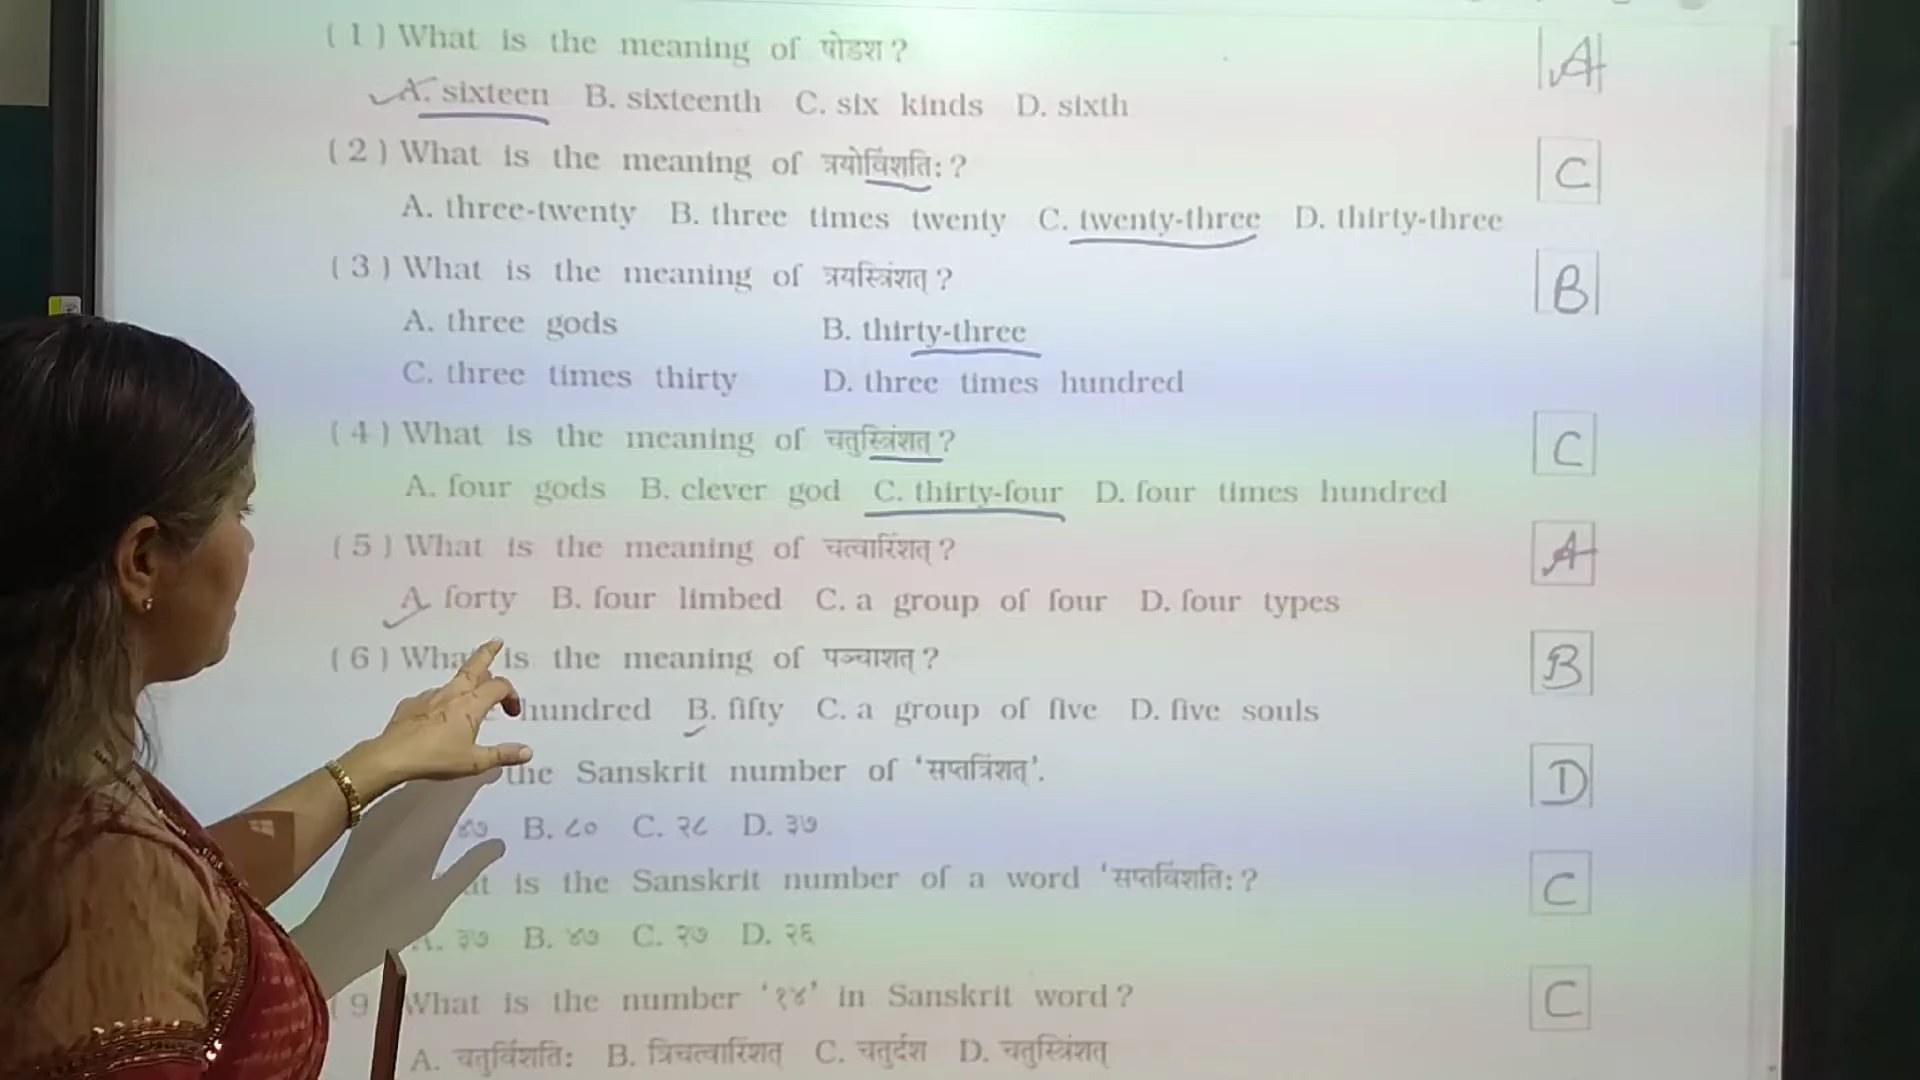 ( 1 ) What is the meaning of षोडश ? A
A. sixteen B. sixteenth C. six kinds D. sixth
( 2 ) What is the meaning of त्रयोविंशतिः ? C
A. three-twenty B. three times twenty C. twenty-three D. thirty-three
( 3 ) What is the meaning of त्रयस्त्रिंशत् ? B
A. three gods B. thirty-three
C. three times thirty D. three times hundred
( 4 ) What is the meaning of चतुस्त्रिंशत् ? C
A. four gods B. clever god C. thirty-four D. four times hundred
( 5 ) What is the meaning of चत्वारिंशत् ? A
A. forty B. four limbed C. a group of four D. four types
( 6 ) What is the meaning of पञ्चाशत् ? B
hundred B. fifty C. a group of five D. five souls
the Sanskrit number of ‘सप्तत्रिंशत्’. D
४७ B. ८० C. २८ D. ३७
is the Sanskrit number of a word ‘सप्तविंशतिः ? C
A. ३७ B. ४७ C. २७ D. २६
( 9 What is the number ‘१४’ in Sanskrit word ? C
A. चतुर्विंशतिः B. त्रिचत्वारिंशत् C. चतुर्दश D. चतुस्त्रिंशत्